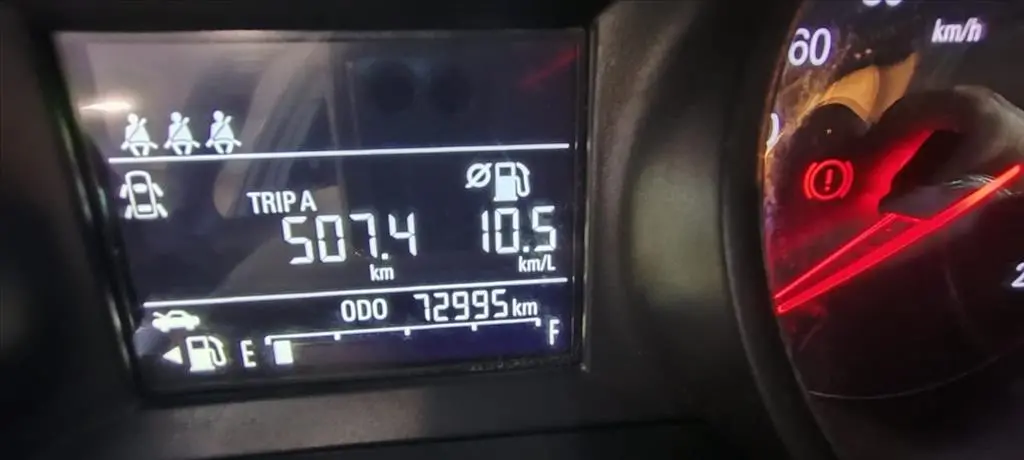 TRIP A
507.4 km
10.5 km/L
ODO 72995 km
E F
60
km/h